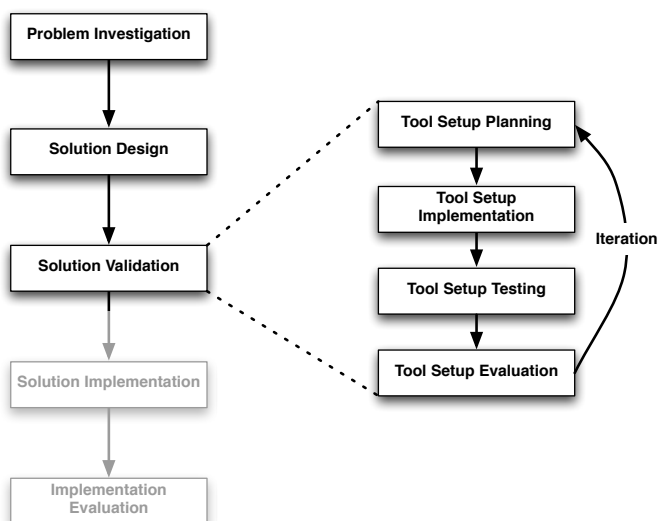 Problem Investigation
Solution Design
Solution Validation
Solution Implementation
Implementation
Evaluation
Tool Setup Planning
Tool Setup
Implementation
Tool Setup Testing
Tool Setup Evaluation
Iteration